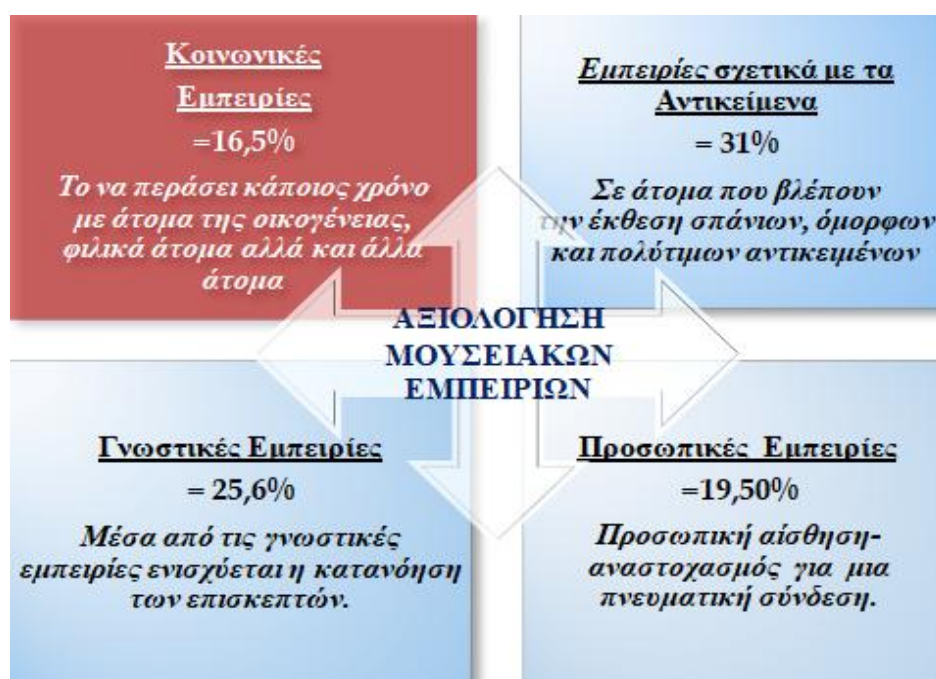 Κοινωνικές
Εμπειρίες
=16,5%
Το να περάσει κάποιος χρόνο
με άτομα της οικογένειας,
φιλικά άτομα αλλά και άλλα
άτομα
Εμπειρίες σχετικά με τα
Αντικείμενα
= 31%
Σε άτομα που βλέπουν
την έκθεση σπάνιων, όμορφων
και πολύτιμων αντικειμένων
ΑΞΙΟΛΟΓΗΣΗ
ΜΟΥΣΕΙΑΚΩΝ
ΕΜΠΕΙΡΙΩΝ
Γνωστικές Εμπειρίες
= 25,6%
Μέσα από τις γνωστικές
εμπειρίες ενισχύεται η κατανόηση
των επισκεπτών.
Προσωπικές Εμπειρίες
=19,50%
Προσωπική αίσθηση-
αναστοχασμός για μια
πνευματική σύνδεση.